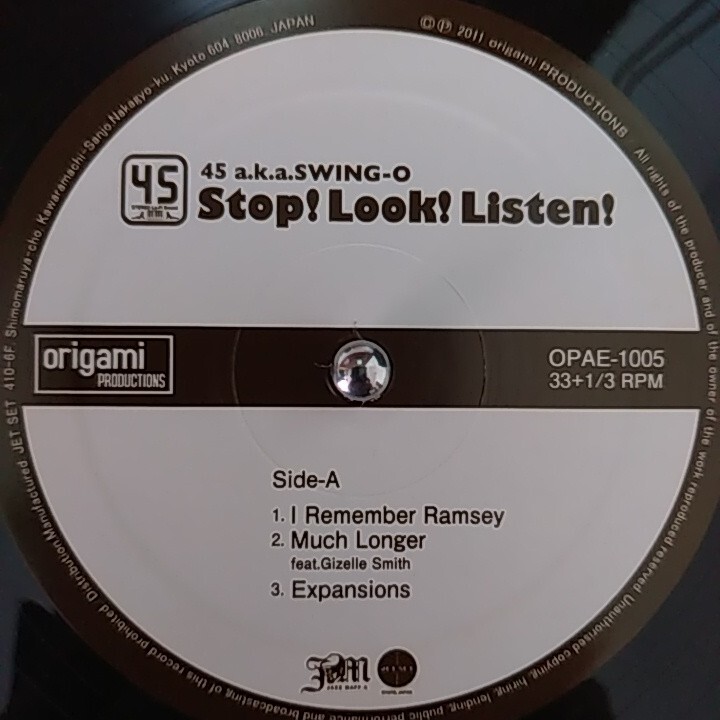 45
45 a.k.a.SWING-O
Stop! Look! Listen!
origami
PRODUCTIONS
OPAE-1005
33+1/3 RPM
Side-A
1. I Remember Ramsey
2. Much Longer
feat.Gizelle Smith
3. Expansions
JM
JAZZ MAFF
Ⓒ Ⓟ 2011 origami PRODUCTIONS All rights of the producer and of the owner of the work reproduced reserved. Unauthorised copying, hiring, lending, public performance and broadcasting of this record prohibited. Distribution.Manufactured JET SET 410-6F, Shimomaruya-cho, Kawaramachi-Sanjo,Nakagyo-ku, Kyoto 604-8006, JAPAN